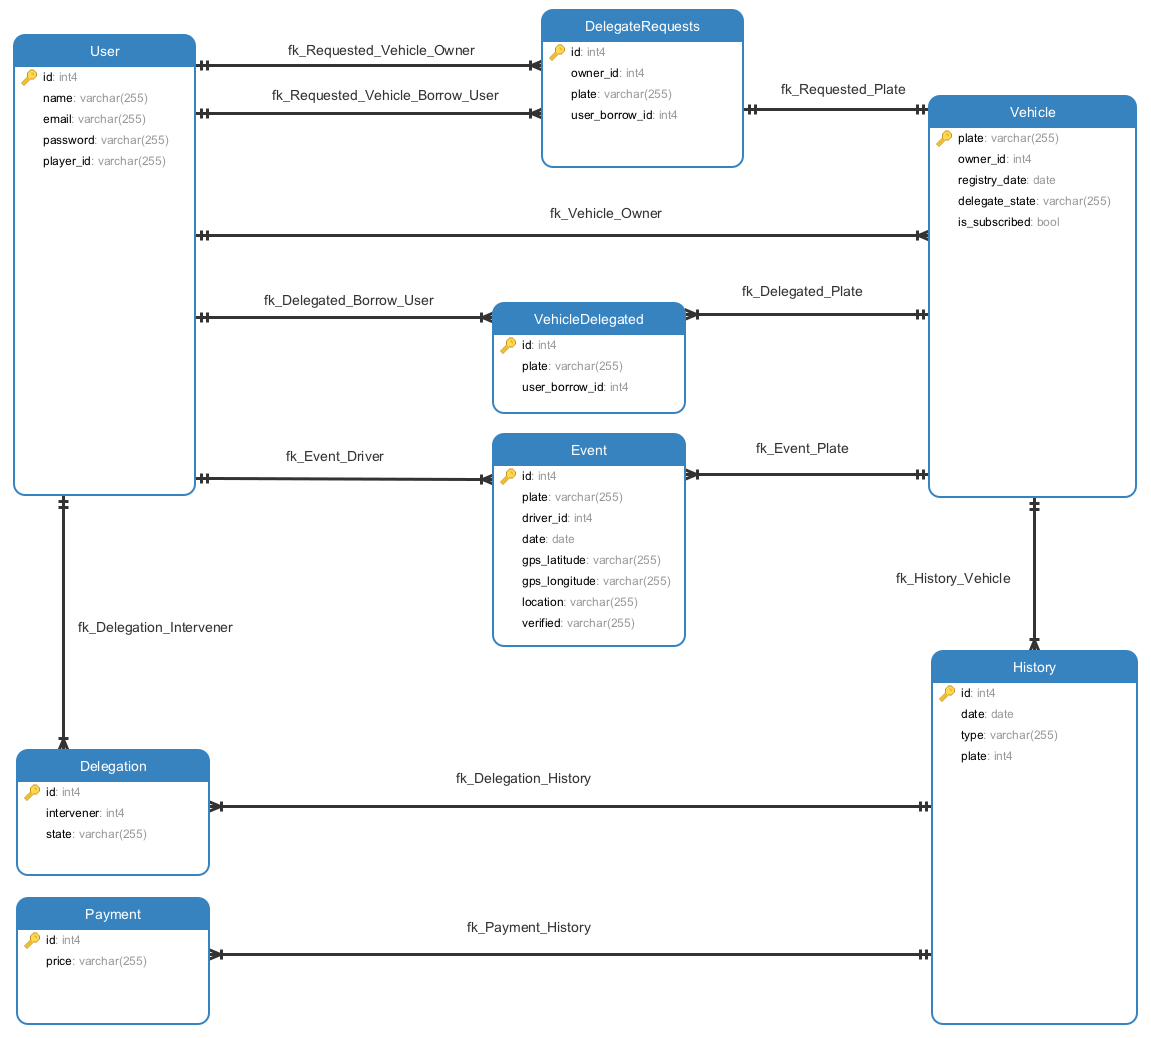 User
id: int4
name: varchar(255)
email: varchar(255)
password: varchar(255)
player_id: varchar(255)
fk_Requested_Vehicle_Owner
fk_Requested_Vehicle_Borrow_User
DelegateRequests
id: int4
owner_id: int4
plate: varchar(255)
user_borrow_id: int4
fk_Requested_Plate
Vehicle
plate: varchar(255)
owner_id: int4
registry_date: date
delegate_state: varchar(255)
is_subscribed: bool
fk_Vehicle_Owner
fk_Delegated_Borrow_User
VehicleDelegated
id: int4
plate: varchar(255)
user_borrow_id: int4
fk_Delegated_Plate
fk_Event_Driver
Event
id: int4
plate: varchar(255)
driver_id: int4
date: date
gps_latitude: varchar(255)
gps_longitude: varchar(255)
location: varchar(255)
verified: varchar(255)
fk_Event_Plate
fk_History_Vehicle
fk_Delegation_Intervener
History
id: int4
date: date
type: varchar(255)
plate: int4
Delegation
id: int4
intervener: int4
state: varchar(255)
fk_Delegation_History
Payment
id: int4
price: varchar(255)
fk_Payment_History